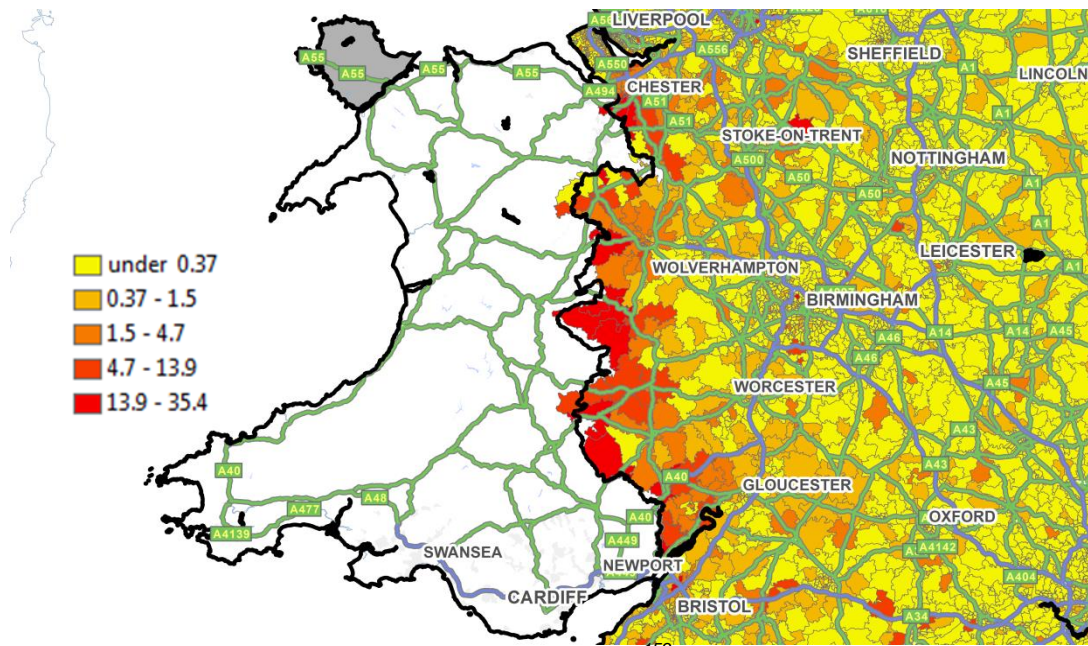 LIVERPOOL
A556
SHEFFIELD
A55
A55
A55
A55
A550
A1
LINCOLN
CHESTER
A494
A51
A51
A1
STOKE-ON-TRENT
A500
NOTTINGHAM
A50
A50
A1
A1
LEICESTER
A1
under 0.37
0.37 - 1.5
1.5 - 4.7
4.7 - 13.9
13.9 - 35.4
WOLVERHAMPTON
BIRMINGHAM
A14
A14
A45
A46
A46
WORCESTER
A45
A43
A40
A43
A40
GLOUCESTER
A48
A477
A40
OXFORD
A4139
A449
A4142
SWANSEA
NEWPORT
A404
CARDIFF
BRISTOL
A34